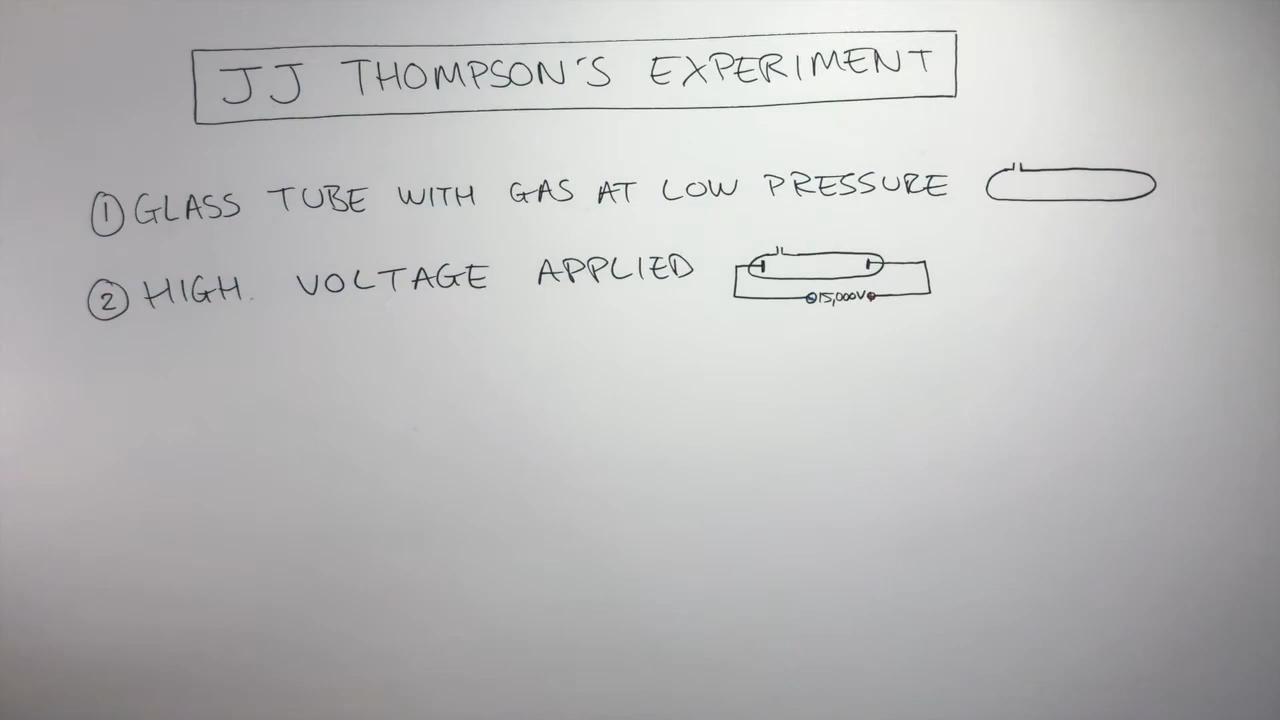 JJ THOMPSON'S EXPERIMENT
① GLASS TUBE WITH GAS AT LOW PRESSURE
② HIGH VOLTAGE APPLIED
15,000V